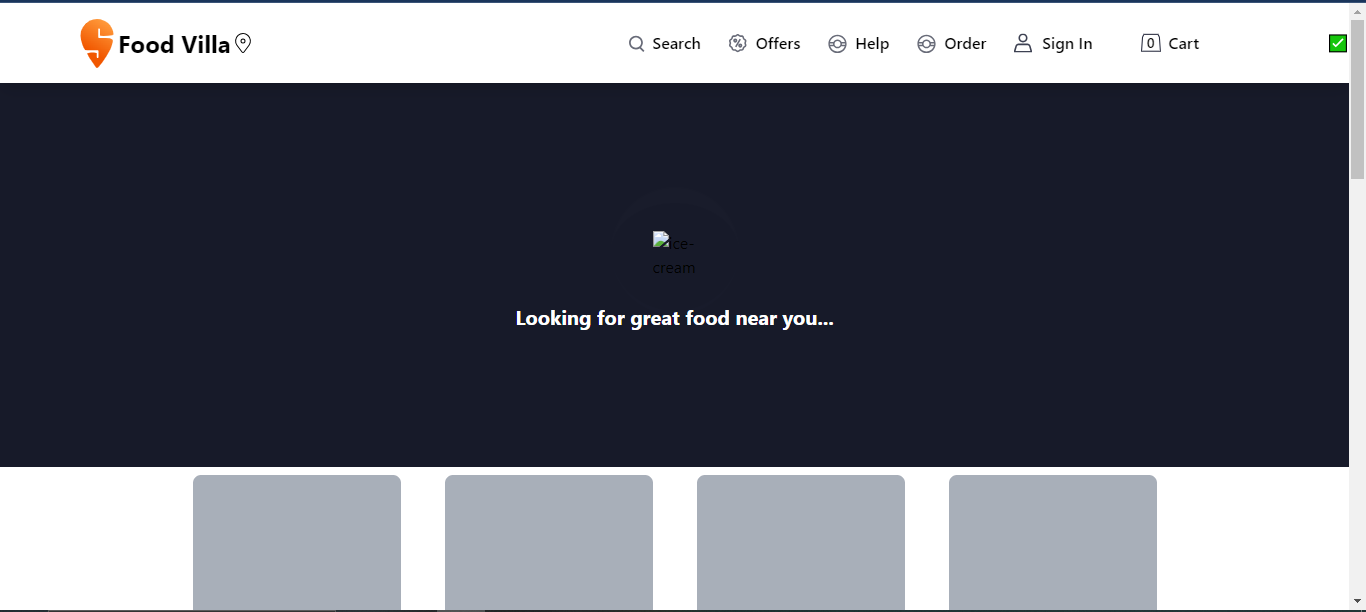 Food Villa
Search
Offers
Help
Order
Sign In
0
Cart
ice-
cream
Looking for great food near you...